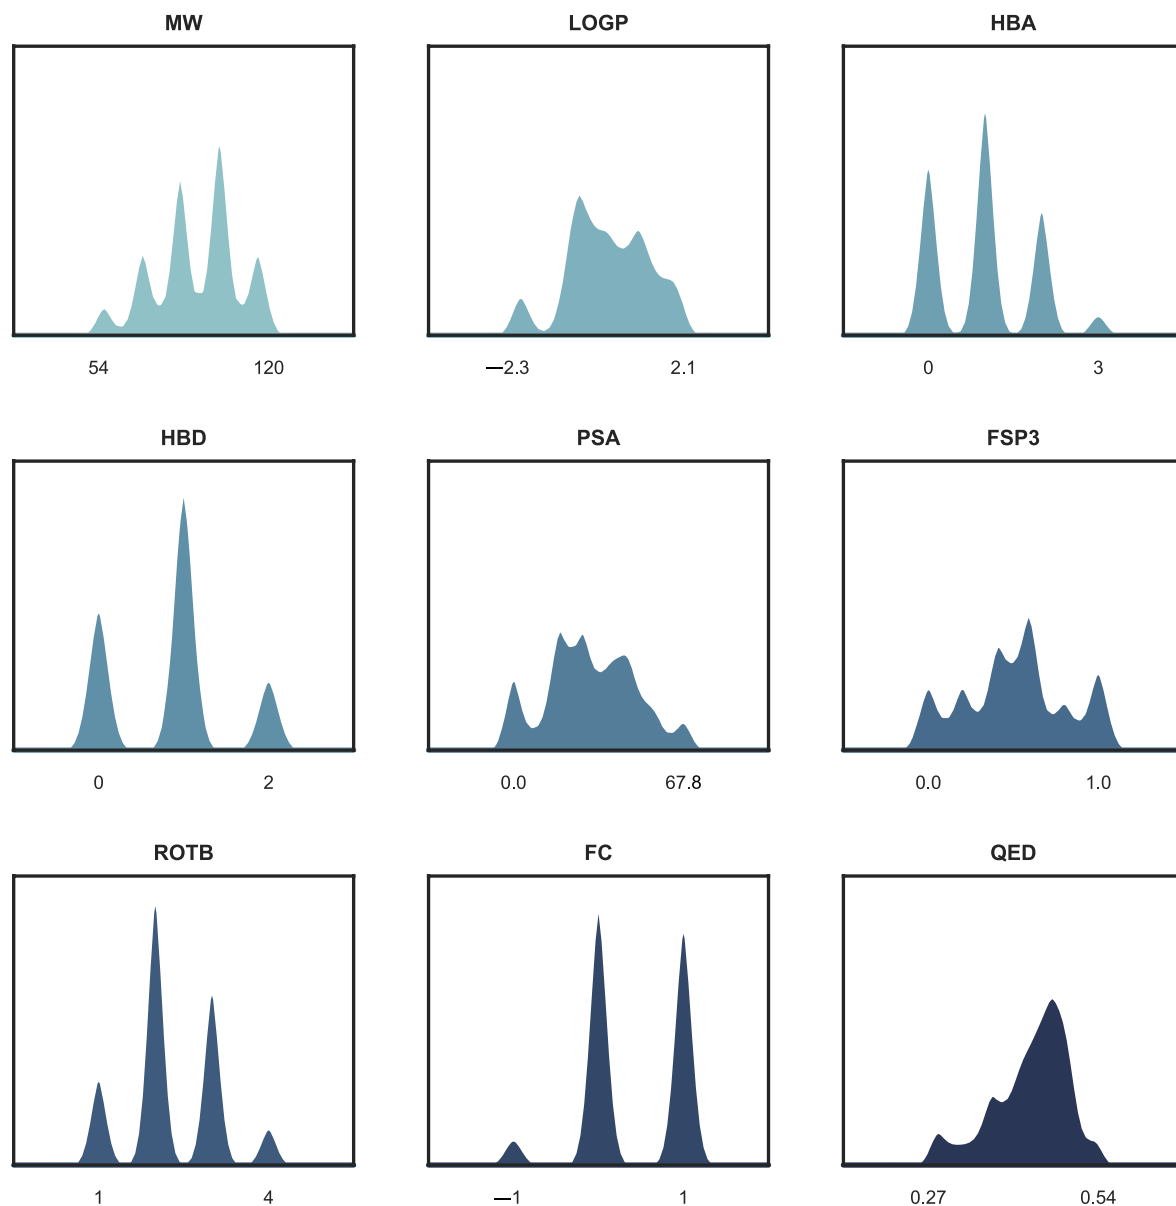 MW LOGP HBA
54 120 —2.3 2.1 0 3
HBD PSA FSP3
0 2 0.0 67.8 0.0 1.0
ROTB FC QED
1 4 —1 1 0.27 0.54